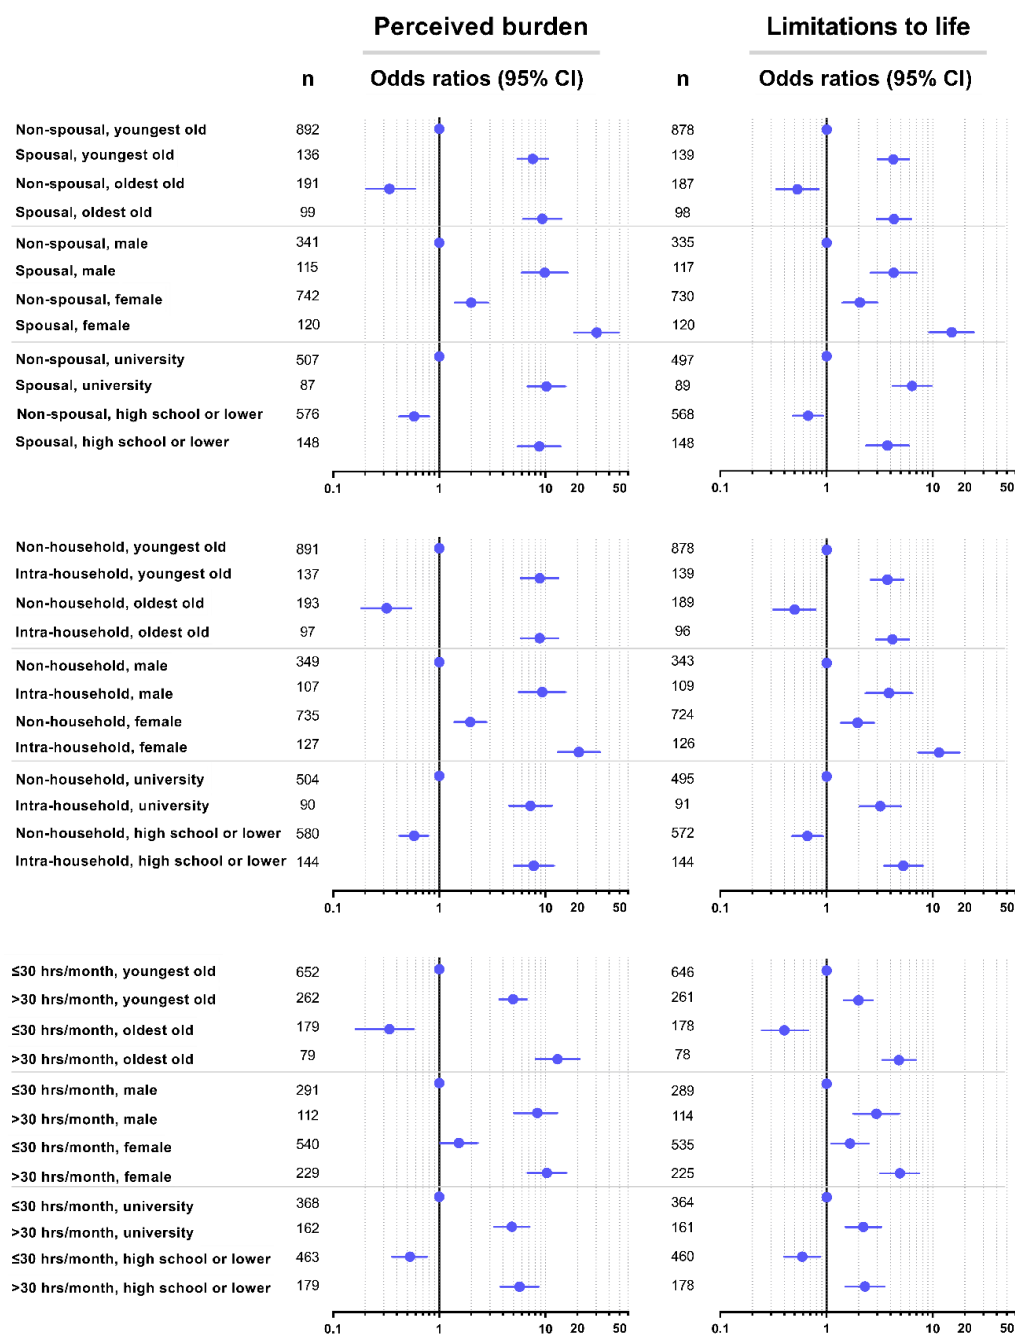 Perceived burden Limitations to life
n Odds ratios (95% CI) n Odds ratios (95% CI)
Non-spousal, youngest old 892 878
Spousal, youngest old 136 139
Non-spousal, oldest old 191 187
Spousal, oldest old 99 98
Non-spousal, male 341 335
Spousal, male 115 117
Non-spousal, female 742 730
Spousal, female 120 120
Non-spousal, university 507 497
Spousal, university 87 89
Non-spousal, high school or lower 576 568
Spousal, high school or lower 148 148
0.1 1 10 20 50 0.1 1 10 20 50
Non-household, youngest old 891 878
Intra-household, youngest old 137 139
Non-household, oldest old 193 189
Intra-household, oldest old 97 96
Non-household, male 349 343
Intra-household, male 107 109
Non-household, female 735 724
Intra-household, female 127 126
Non-household, university 504 495
Intra-household, university 90 91
Non-household, high school or lower 580 572
Intra-household, high school or lower 144 144
0.1 1 10 20 50 0.1 1 10 20 50
≤30 hrs/month, youngest old 652 646
>30 hrs/month, youngest old 262 261
≤30 hrs/month, oldest old 179 178
>30 hrs/month, oldest old 79 78
≤30 hrs/month, male 291 289
>30 hrs/month, male 112 114
≤30 hrs/month, female 540 535
>30 hrs/month, female 229 225
≤30 hrs/month, university 368 364
>30 hrs/month, university 162 161
≤30 hrs/month, high school or lower 463 460
>30 hrs/month, high school or lower 179 178
0.1 1 10 20 50 0.1 1 10 20 50